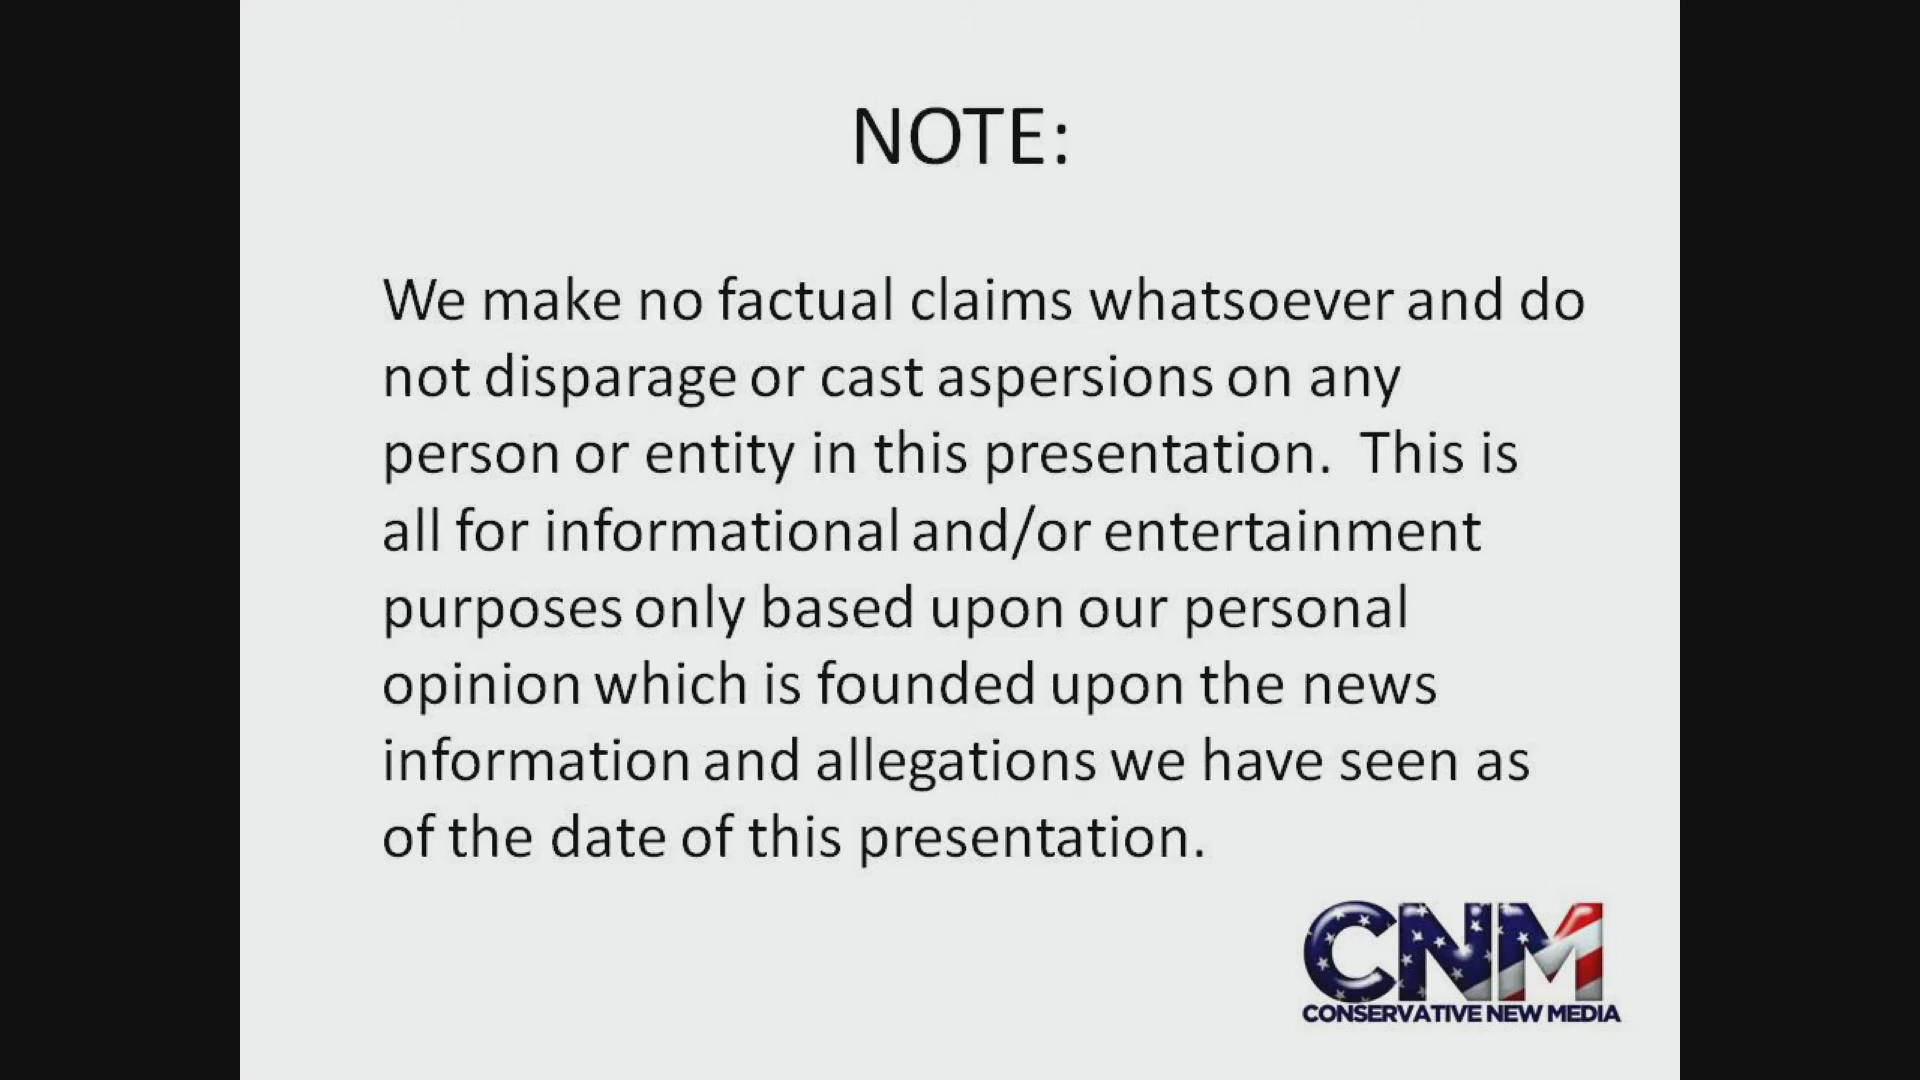 NOTE:
We make no factual claims whatsoever and do
not disparage or cast aspersions on any
person or entity in this presentation.  This is
all for informational and/or entertainment
purposes only based upon our personal
opinion which is founded upon the news
information and allegations we have seen as
of the date of this presentation.
CNM
CONSERVATIVE NEW MEDIA